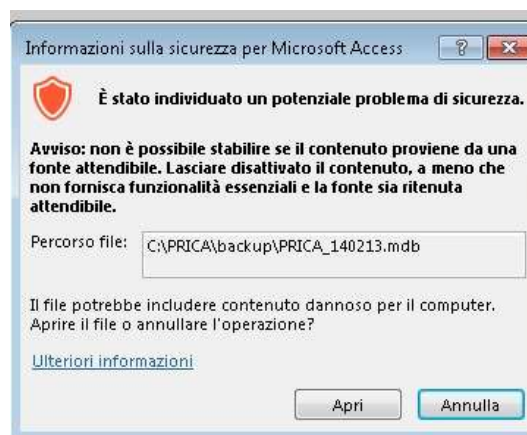 Informazioni sulla sicurezza per Microsoft Access
È stato individuato un potenziale problema di sicurezza.
Avviso: non è possibile stabilire se il contenuto proviene da una
fonte attendibile. Lasciare disattivato il contenuto, a meno che
non fornisca funzionalità essenziali e la fonte sia ritenuta
attendibile.
Percorso file: C:\PRICA\backup\PRICA_140213.mdb
Il file potrebbe includere contenuto dannoso per il computer.
Aprire il file o annullare l'operazione?
Ulteriori informazioni
Apri Annulla